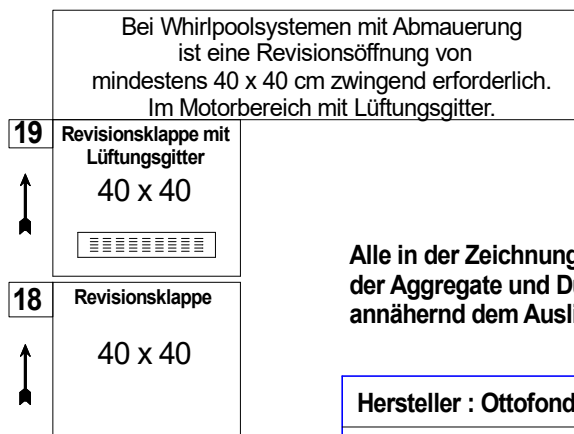 Bei Whirlpoolsystemen mit Abmauerung
ist eine Revisionsöffnung von
mindestens 40 x 40 cm zwingend erforderlich.
Im Motorbereich mit Lüftungsgitter.
19
Revisionsklappe mit
Lüftungsgitter
40 x 40
Alle in der Zeichnung
der Aggregate und
annähernd dem
18
Revisionsklappe
40 x 40
Hersteller : Ottofond